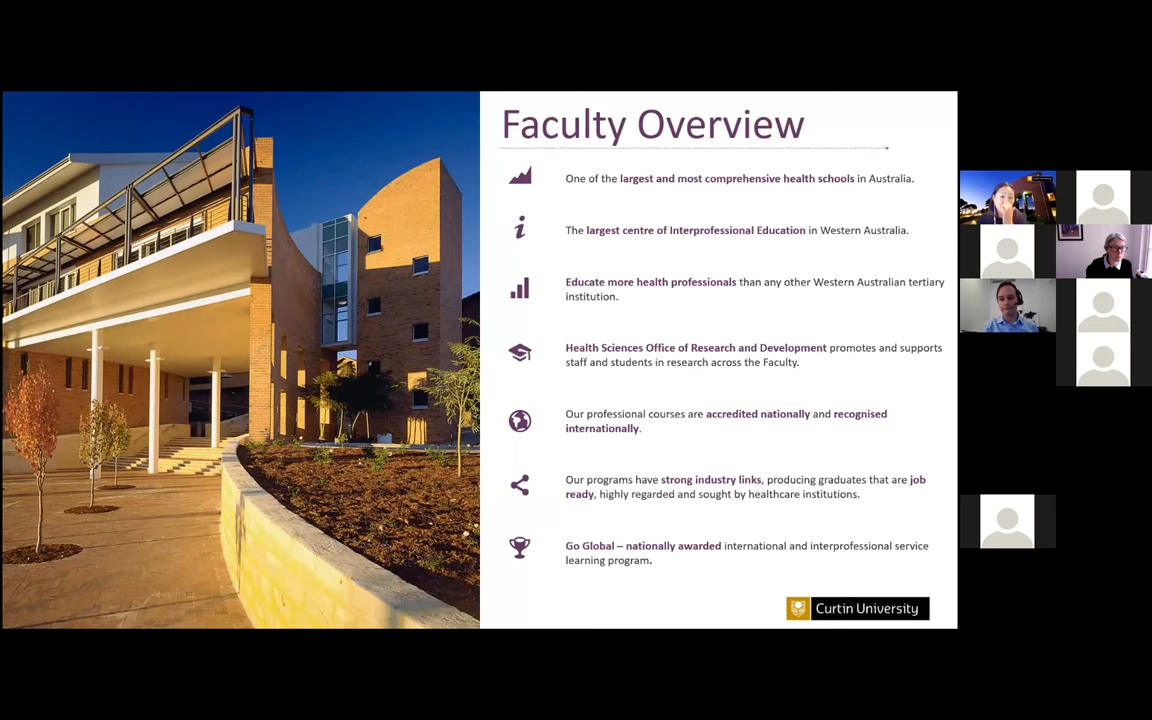 Faculty Overview
One of the largest and most comprehensive health schools in Australia.
The largest centre of Interprofessional Education in Western Australia.
Educate more health professionals than any other Western Australian tertiary
institution.
Health Sciences Office of Research and Development promotes and supports
staff and students in research across the Faculty.
Our professional courses are accredited nationally and recognised
internationally.
Our programs have strong industry links, producing graduates that are job
ready, highly regarded and sought by healthcare institutions.
Go Global – nationally awarded international and interprofessional service
learning program.
Curtin University